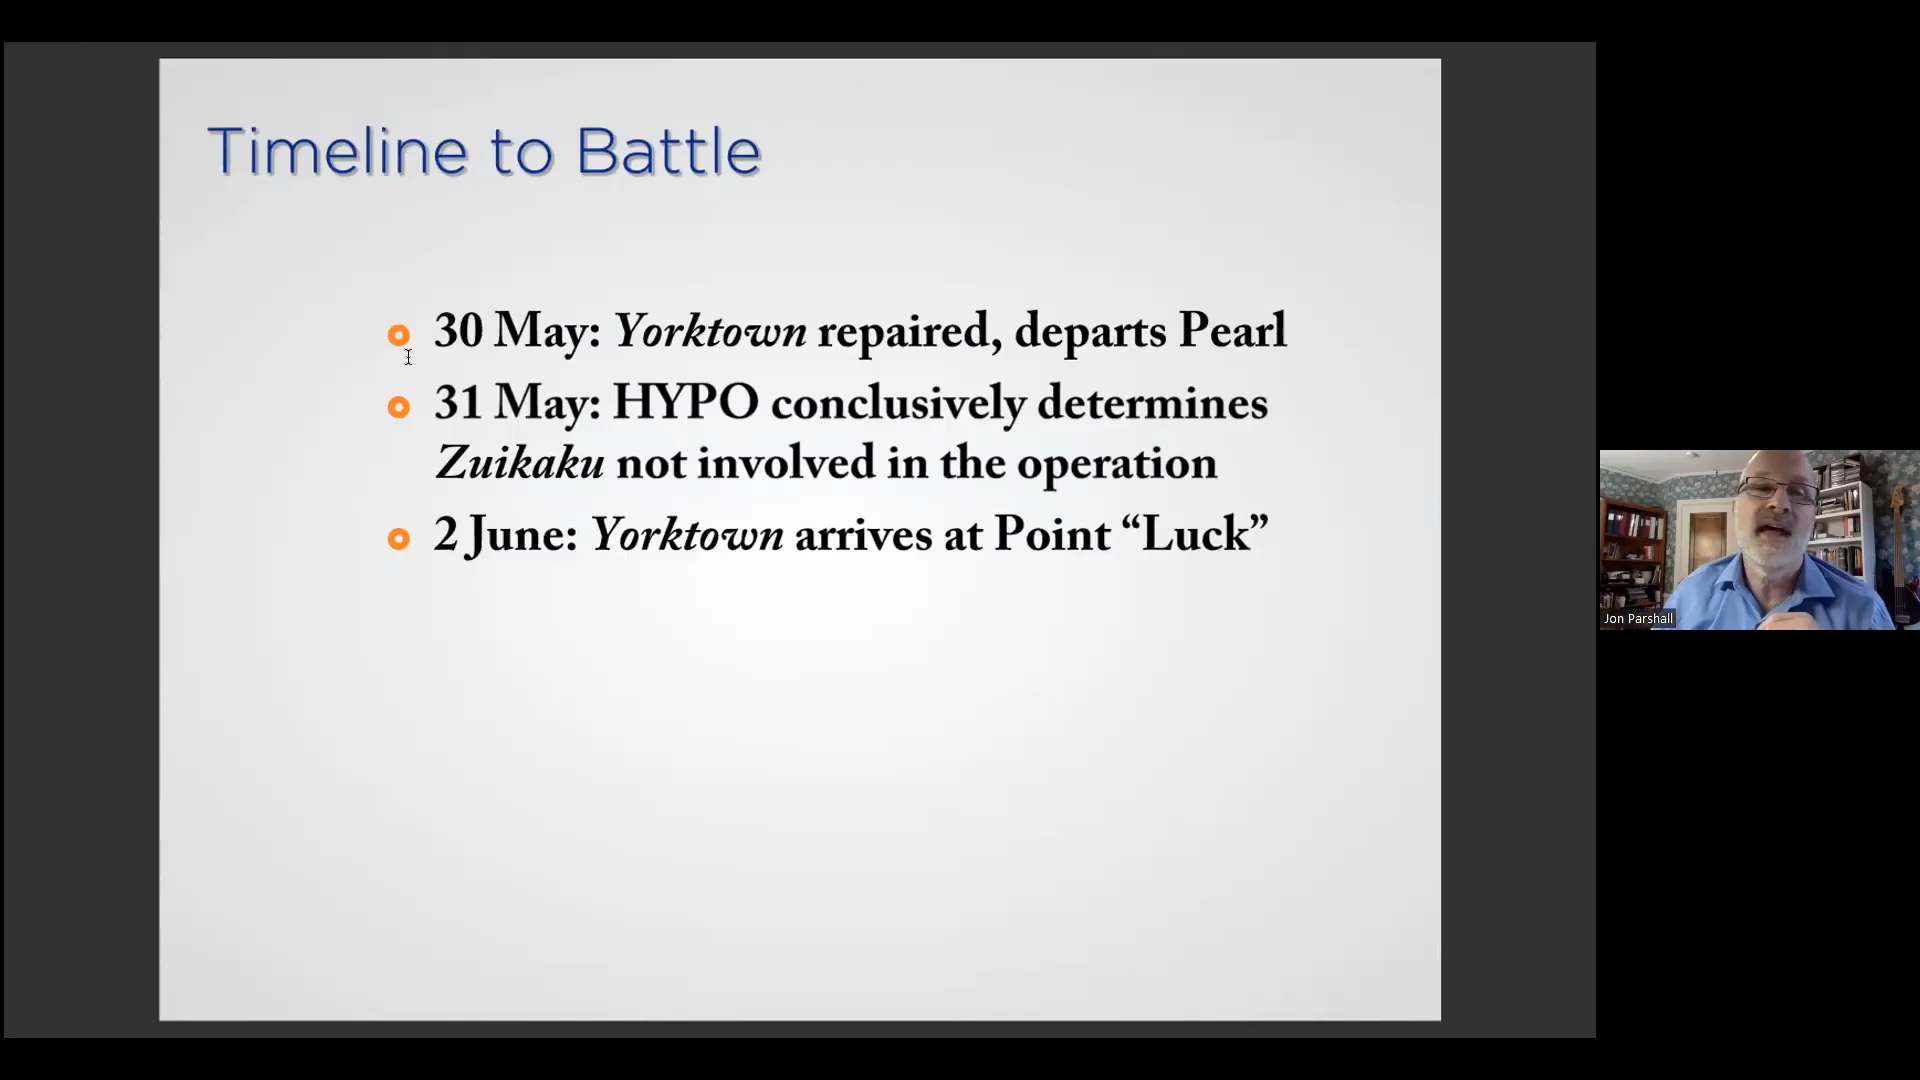 Timeline to Battle
30 May: Yorktown repaired, departs Pearl
31 May: HYPO conclusively determines
Zuikaku not involved in the operation
2 June: Yorktown arrives at Point “Luck”
Jon Parshall